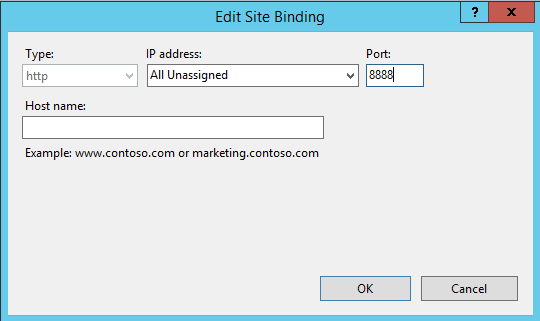 Edit Site Binding
? X
Type: IP address: Port:
http All Unassigned 8888
Host name:
Example: www.contoso.com or marketing.contoso.com
OK Cancel